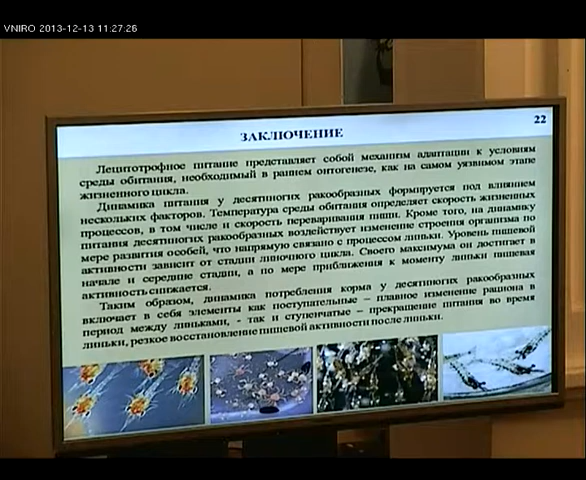 VNIRO 2013-12-13 11:27:26
22
ЗАКЛЮЧЕНИЕ
Лецитотрофное питание представляет собой механизм адаптации к условиям
среды обитания, необходимый в раннем онтогенезе, как на самом уязвимом этапе
жизненного цикла.
Динамика питания у десятиногих ракообразных формируется под влиянием
нескольких факторов. Температура среды обитания определяет скорость жизненных
процессов, в том числе и скорость переваривания пищи. Кроме того, на динамику
питания десятиногих ракообразных воздействует изменение строения организма по
мере развития особей, что напрямую связано с процессом линьки. Уровень пищевой
активности зависит от стадии линочного цикла. Своего максимума он достигает в
начале и середине стадии, а по мере приближения к моменту линьки пищевая
активность снижается.
Таким образом, динамика потребления корма у десятиногих ракообразных
включает в себя элементы как поступательные – плавное изменение рациона в
период между линьками, - так и ступенчатые – прекращение питания во время
линьки, резкое восстановление пищевой активности после линьки.